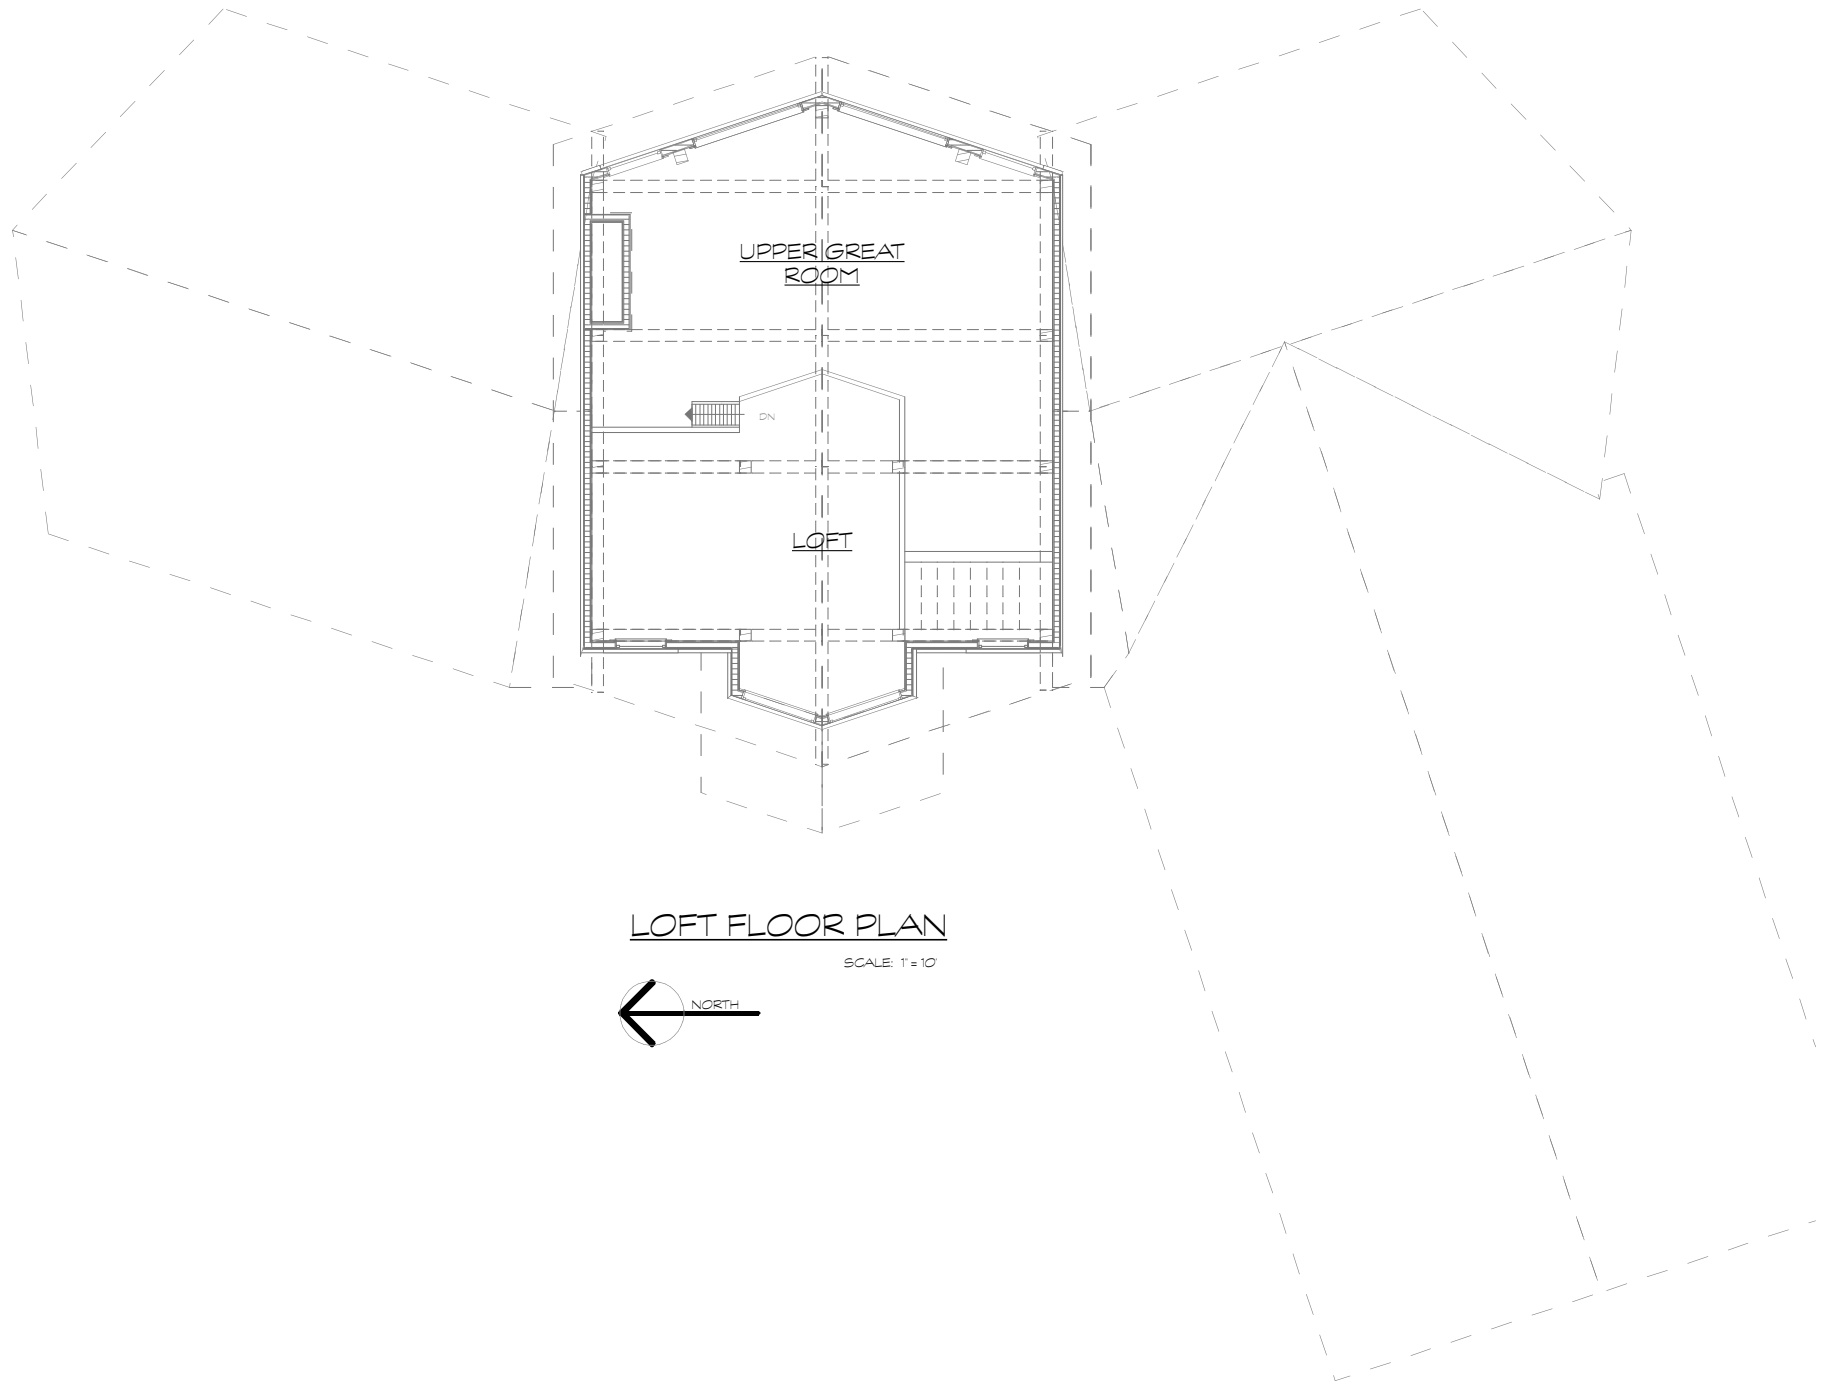 UPPER GREAT
ROOM
DN
LOFT
LOFT FLOOR PLAN
SCALE: 1" = 10'
NORTH